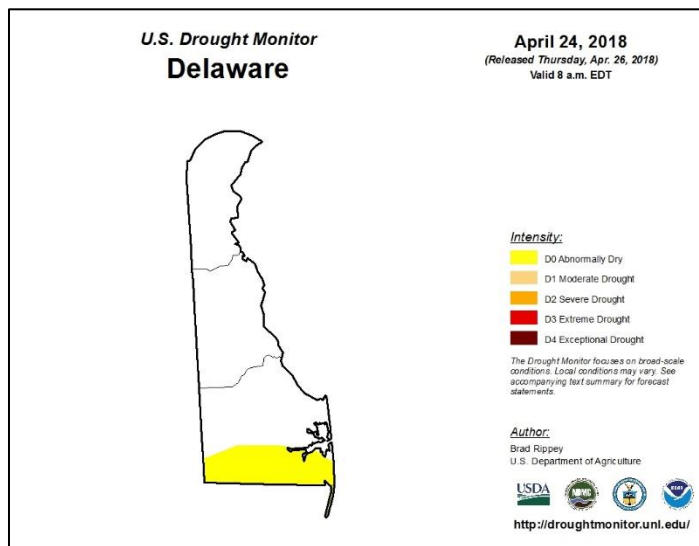 U.S. Drought Monitor
Delaware
April 24, 2018
(Released Thursday, Apr. 26, 2018)
Valid 8 a.m. EDT
Intensity:
D0 Abnormally Dry
D1 Moderate Drought
D2 Severe Drought
D3 Extreme Drought
D4 Exceptional Drought
The Drought Monitor focuses on broad-scale
conditions. Local conditions may vary. See
accompanying text summary for forecast
statements.
Author:
Brad Rippey
U.S. Department of Agriculture
USDA
http://droughtmonitor.unl.edu/